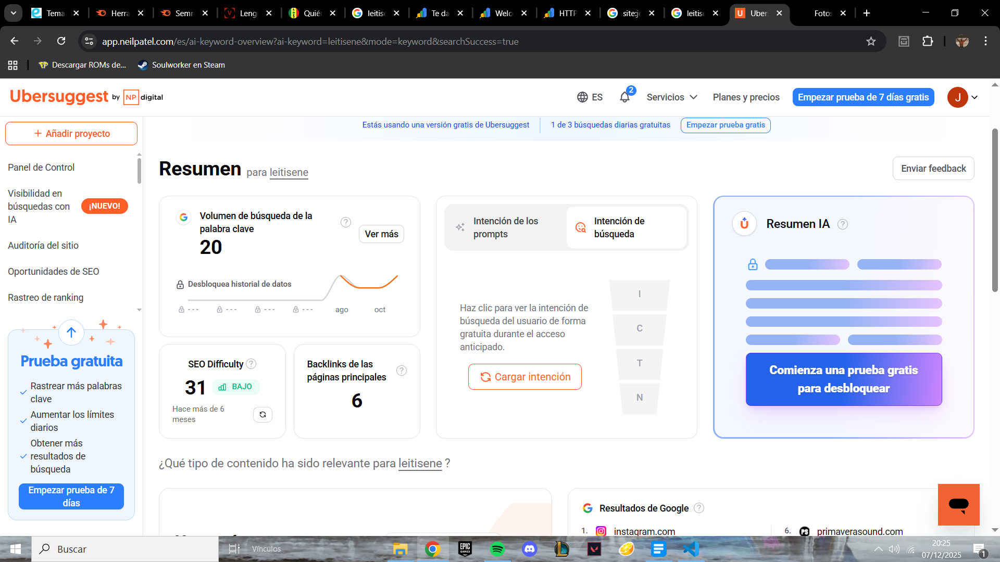 Tema
Herra
Semr
Leng
Quié
leitise
Te da
Welc
HTTP
site:je
leitise
Uber
Fotos
app.neilpatel.com/es/ai-keyword-overview?ai-keyword=leitisene&mode=keyword&searchSuccess=true
Descargar ROMs de...
Soulworker en Steam
Ubersuggest by NP digital
ES
2
Servicios
Planes y precios
Empezar prueba de 7 días gratis
J
Estás usando una versión gratis de Ubersuggest
1 de 3 búsquedas diarias gratuitas
Empezar prueba gratis
+ Añadir proyecto
Panel de Control
Visibilidad en
búsquedas con
IA
¡NUEVO!
Auditoría del sitio
Oportunidades de SEO
Rastreo de ranking
Prueba gratuita
Rastrear más palabras
clave
Aumentar los límites
diarios
Obtener más
resultados de
búsqueda
Empezar prueba de 7
días
Resumen para leitisene
Enviar feedback
Volumen de búsqueda de la
palabra clave
20
Ver más
Desbloquea historial de datos
---
---
---
---
ago
oct
SEO Difficulty
31
BAJO
Hace más de 6
meses
Backlinks de las
páginas principales
6
Intención de los
prompts
Intención de
búsqueda
Haz clic para ver la intención de
búsqueda del usuario de forma
gratuita durante el acceso
anticipado.
Cargar intención
I
C
T
N
Resumen IA
Comienza una prueba gratis
para desbloquear
¿Qué tipo de contenido ha sido relevante para leitisene ?
Resultados de Google
1. instagram.com
6. primaverasound.com
Buscar
Vínculos
EPIC
GAMES
20:25
07/12/2025
1